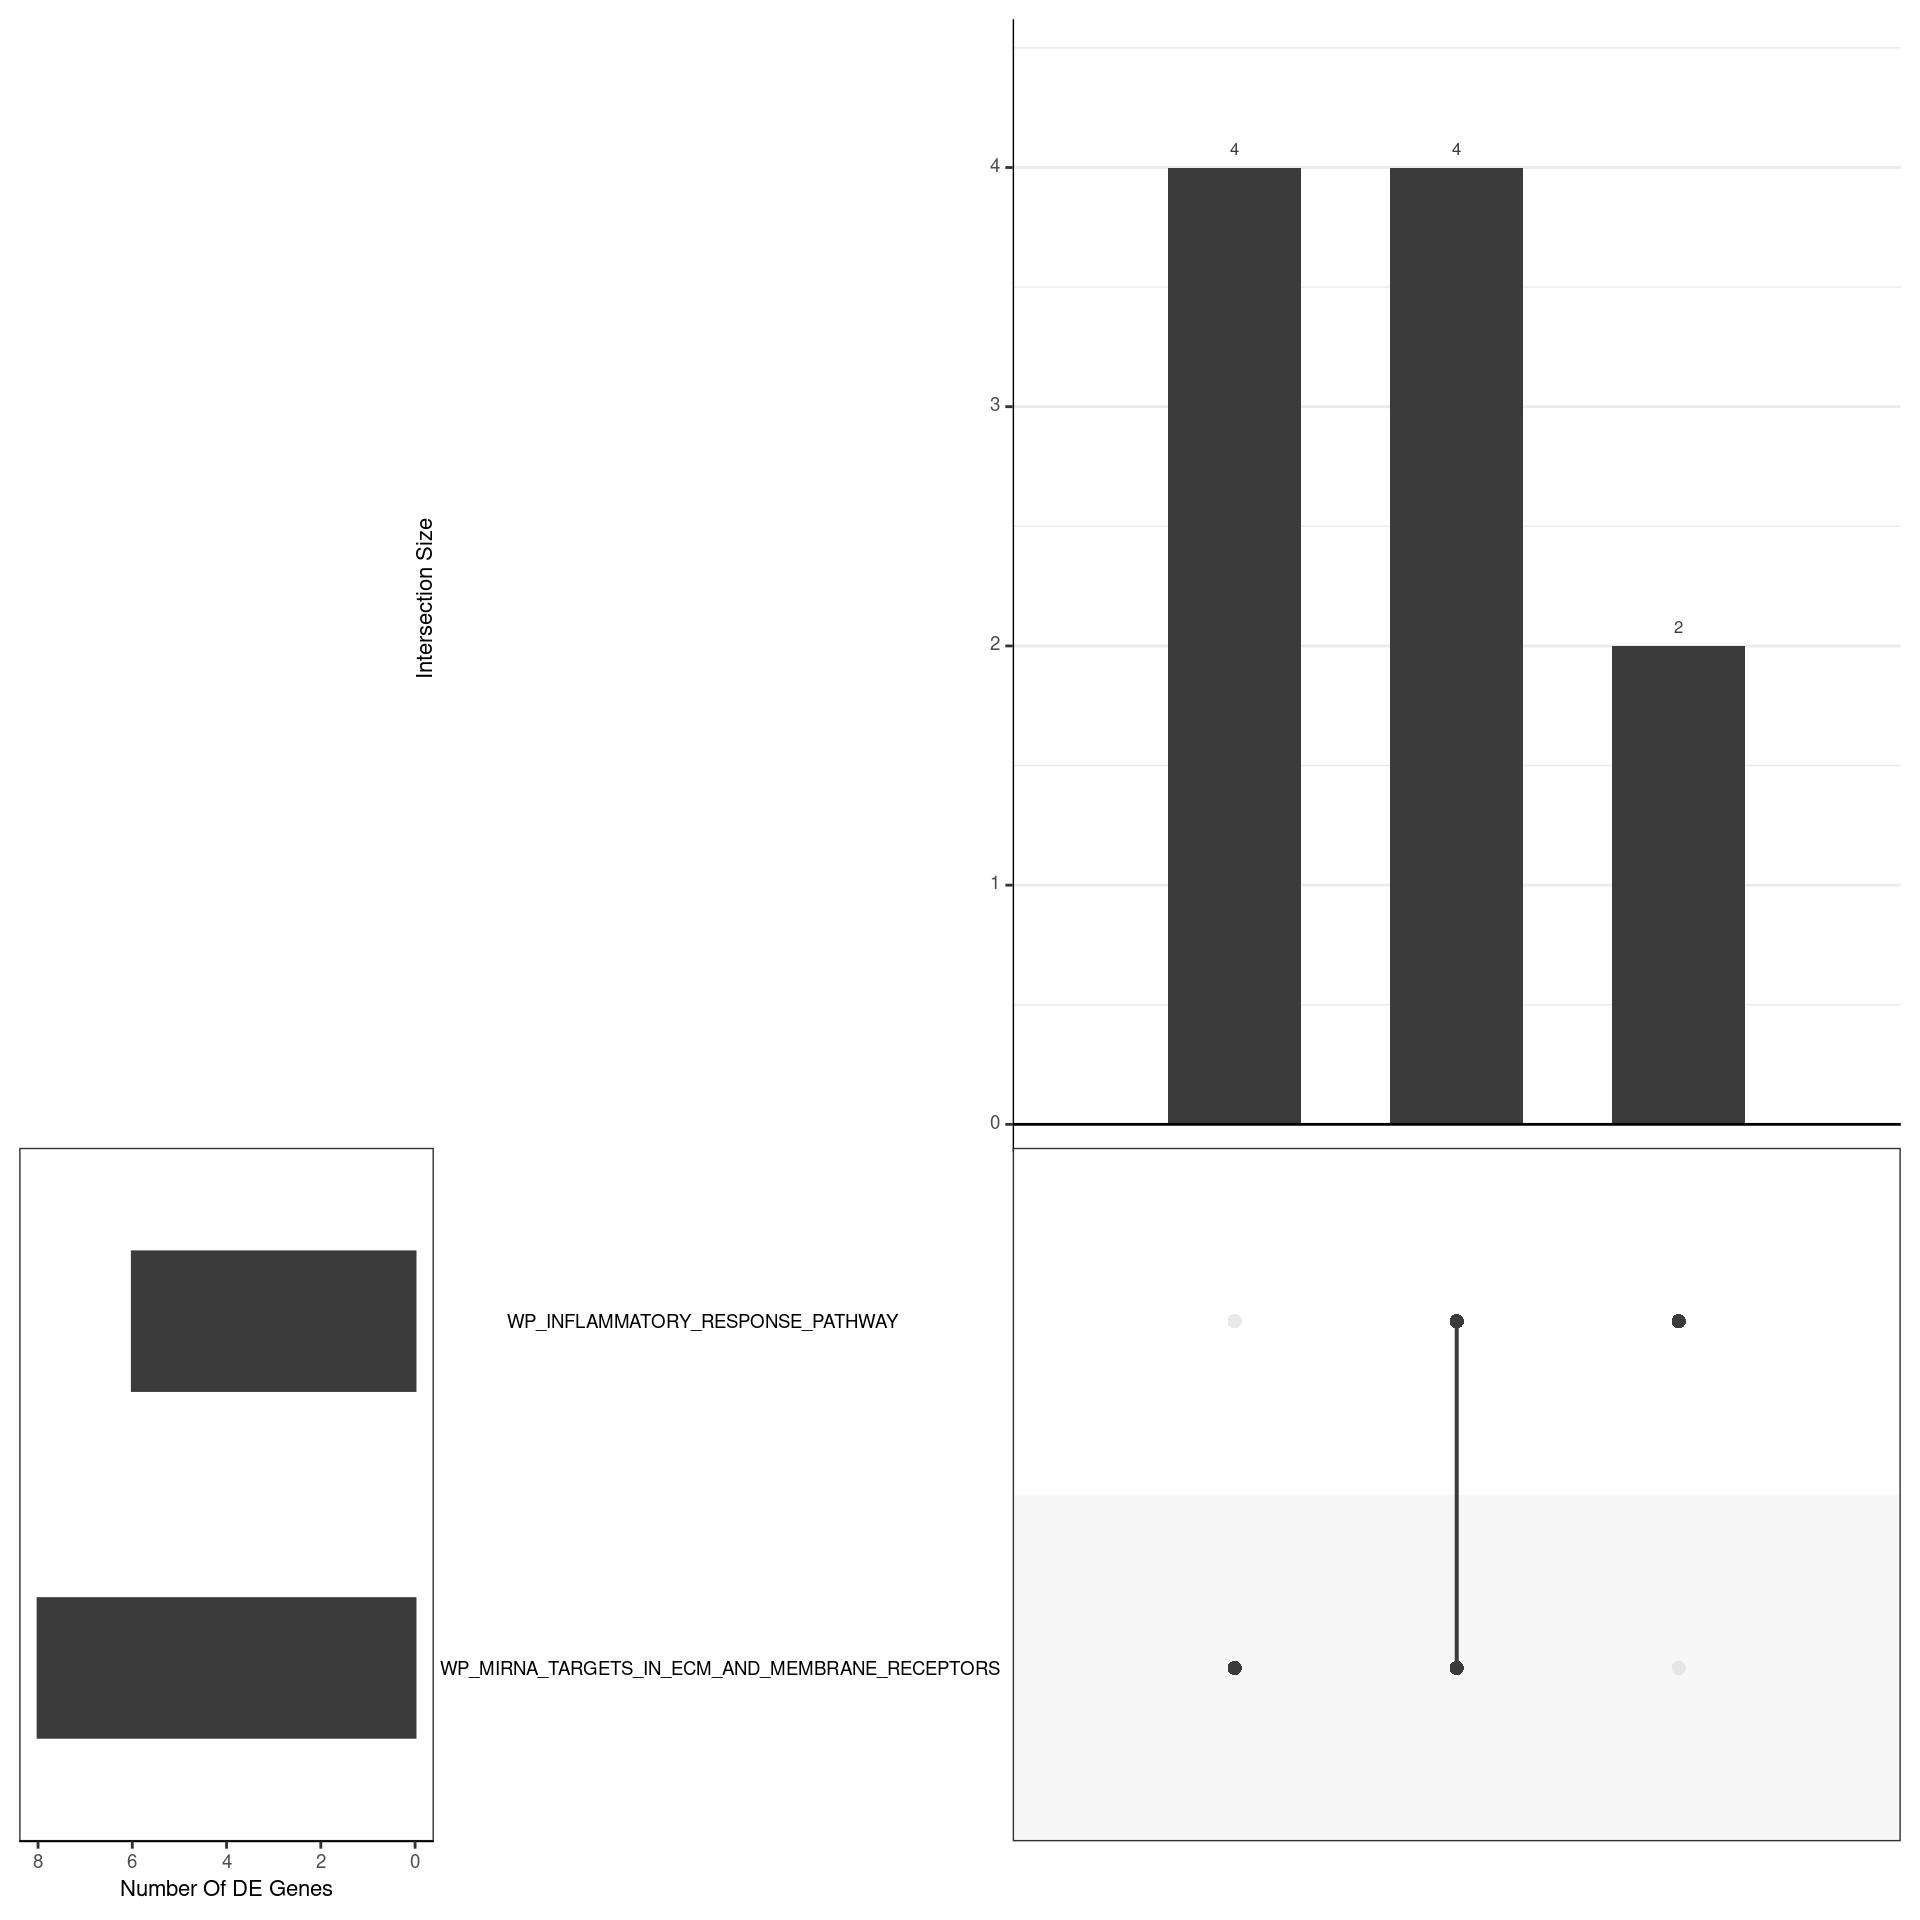 4
4
2
4
3
2
1
0
Intersection Size
WP_INFLAMMATORY_RESPONSE_PATHWAY
WP_MIRNA_TARGETS_IN_ECM_AND_MEMBRANE_RECEPTORS
8 6 4 2 0
Number Of DE Genes